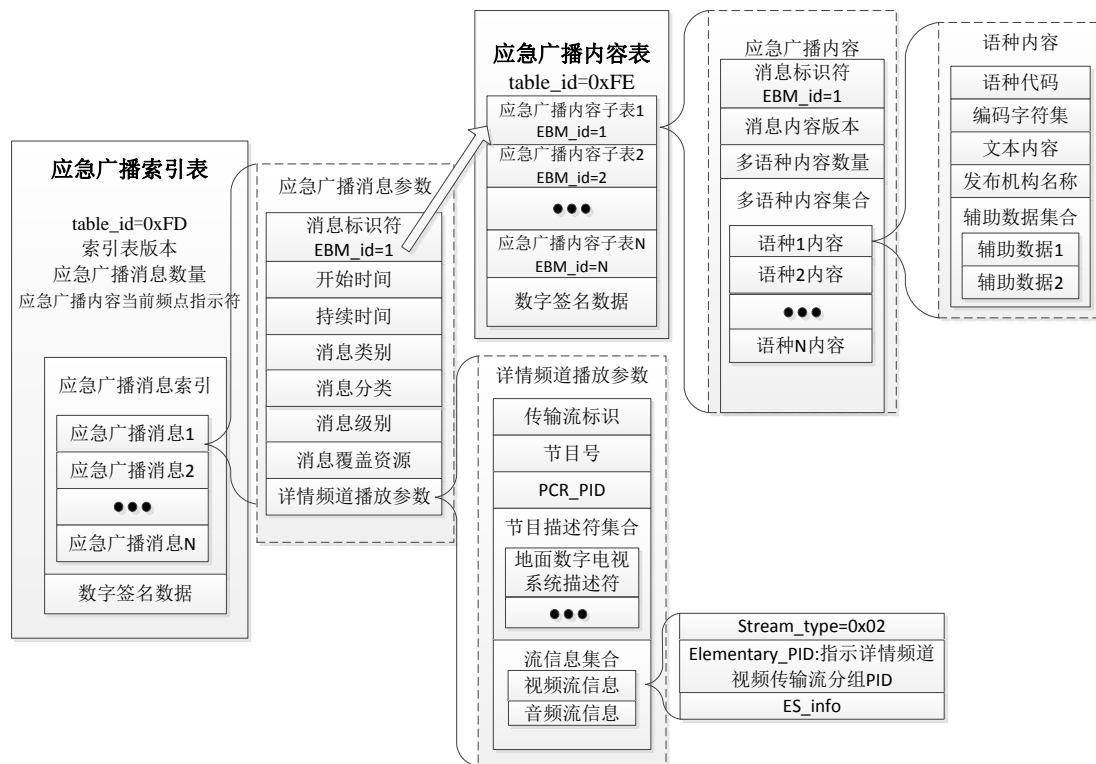 应急广播索引表
table_id=0xFD
索引表版本
应急广播消息数量
应急广播内容当前频点指示符
应急广播消息索引
应急广播消息1
应急广播消息2
●●●
应急广播消息N
数字签名数据
应急广播消息参数
消息标识符
EBM_id=1
开始时间
持续时间
消息类别
消息分类
消息级别
消息覆盖资源
详情频道播放参数
应急广播内容表
table_id=0xFE
应急广播内容子表1
EBM_id=1
应急广播内容子表2
EBM_id=2
●●●
应急广播内容子表N
EBM_id=N
数字签名数据
详情频道播放参数
传输流标识
节目号
PCR_PID
节目描述符集合
地面数字电视
系统描述符
●●●
流信息集合
视频流信息
音频流信息
Stream_type=0x02
Elementary_PID:指示详情频道
视频传输流分组PID
ES_info
应急广播内容
消息标识符
EBM_id=1
消息内容版本
多语种内容数量
多语种内容集合
语种1内容
语种2内容
●●●
语种N内容
语种内容
语种代码
编码字符集
文本内容
发布机构名称
辅助数据集合
辅助数据1
辅助数据2